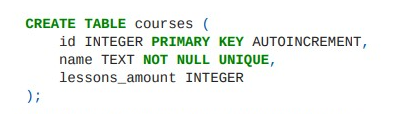 CREATE TABLE courses (
    id INTEGER PRIMARY KEY AUTOINCREMENT,
    name TEXT NOT NULL UNIQUE,
    lessons_amount INTEGER
);